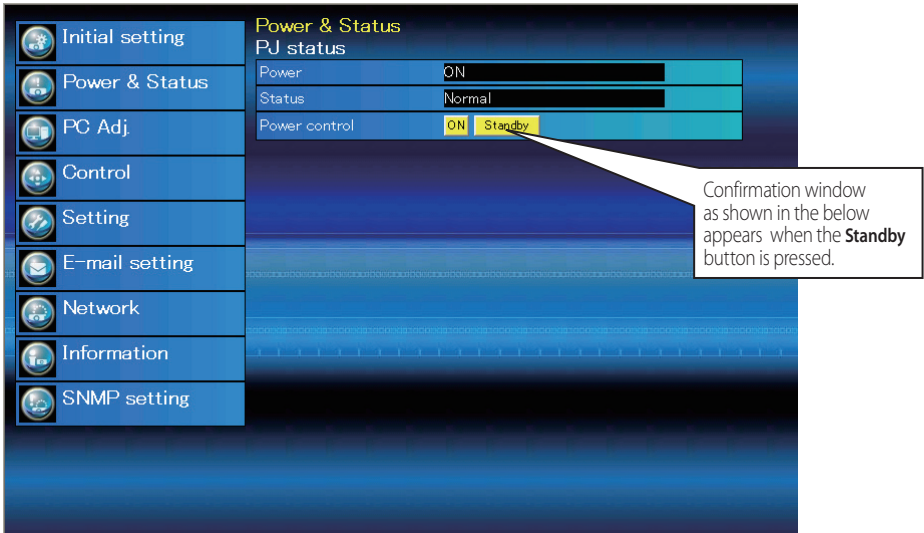 Initial setting
Power & Status
PC Adj.
Control
Setting
E-mail setting
Network
Information
SNMP setting
Power & Status
PJ status
Power ON
Status Normal
Power control ON Standby
Confirmation window
as shown in the below
appears when the Standby
button is pressed.